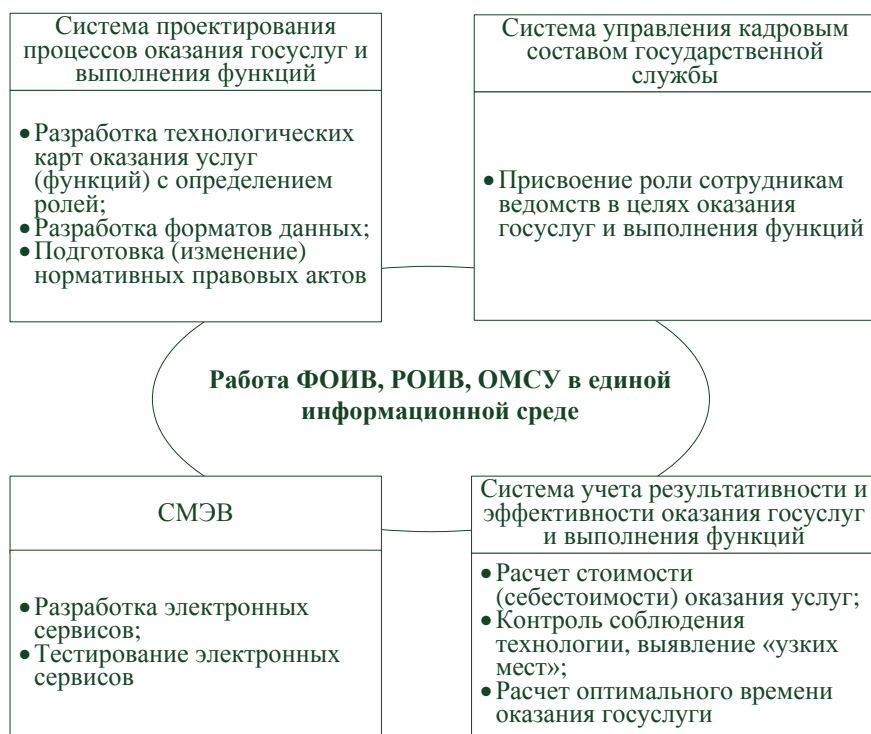 Система проектирования
процессов оказания госуслуг и
выполнения функций
• Разработка технологических
карт оказания услуг
(функций) с определением
ролей;
• Разработка форматов данных;
• Подготовка (изменение)
нормативных правовых актов
Система управления кадровым
составом государственной
службы
• Присвоение роли сотрудникам
ведомств в целях оказания
госуслуг и выполнения функций
Работа ФОИВ, РОИВ, ОМСУ в единой
информационной среде
СМЭВ
• Разработка электронных
сервисов;
• Тестирование электронных
сервисов
Система учета результативности и
эффективности оказания госуслуг
и выполнения функций
• Расчет стоимости
(себестоимости) оказания услуг;
• Контроль соблюдения
технологии, выявление «узких
мест»;
• Расчет оптимального времени
оказания госуслуги